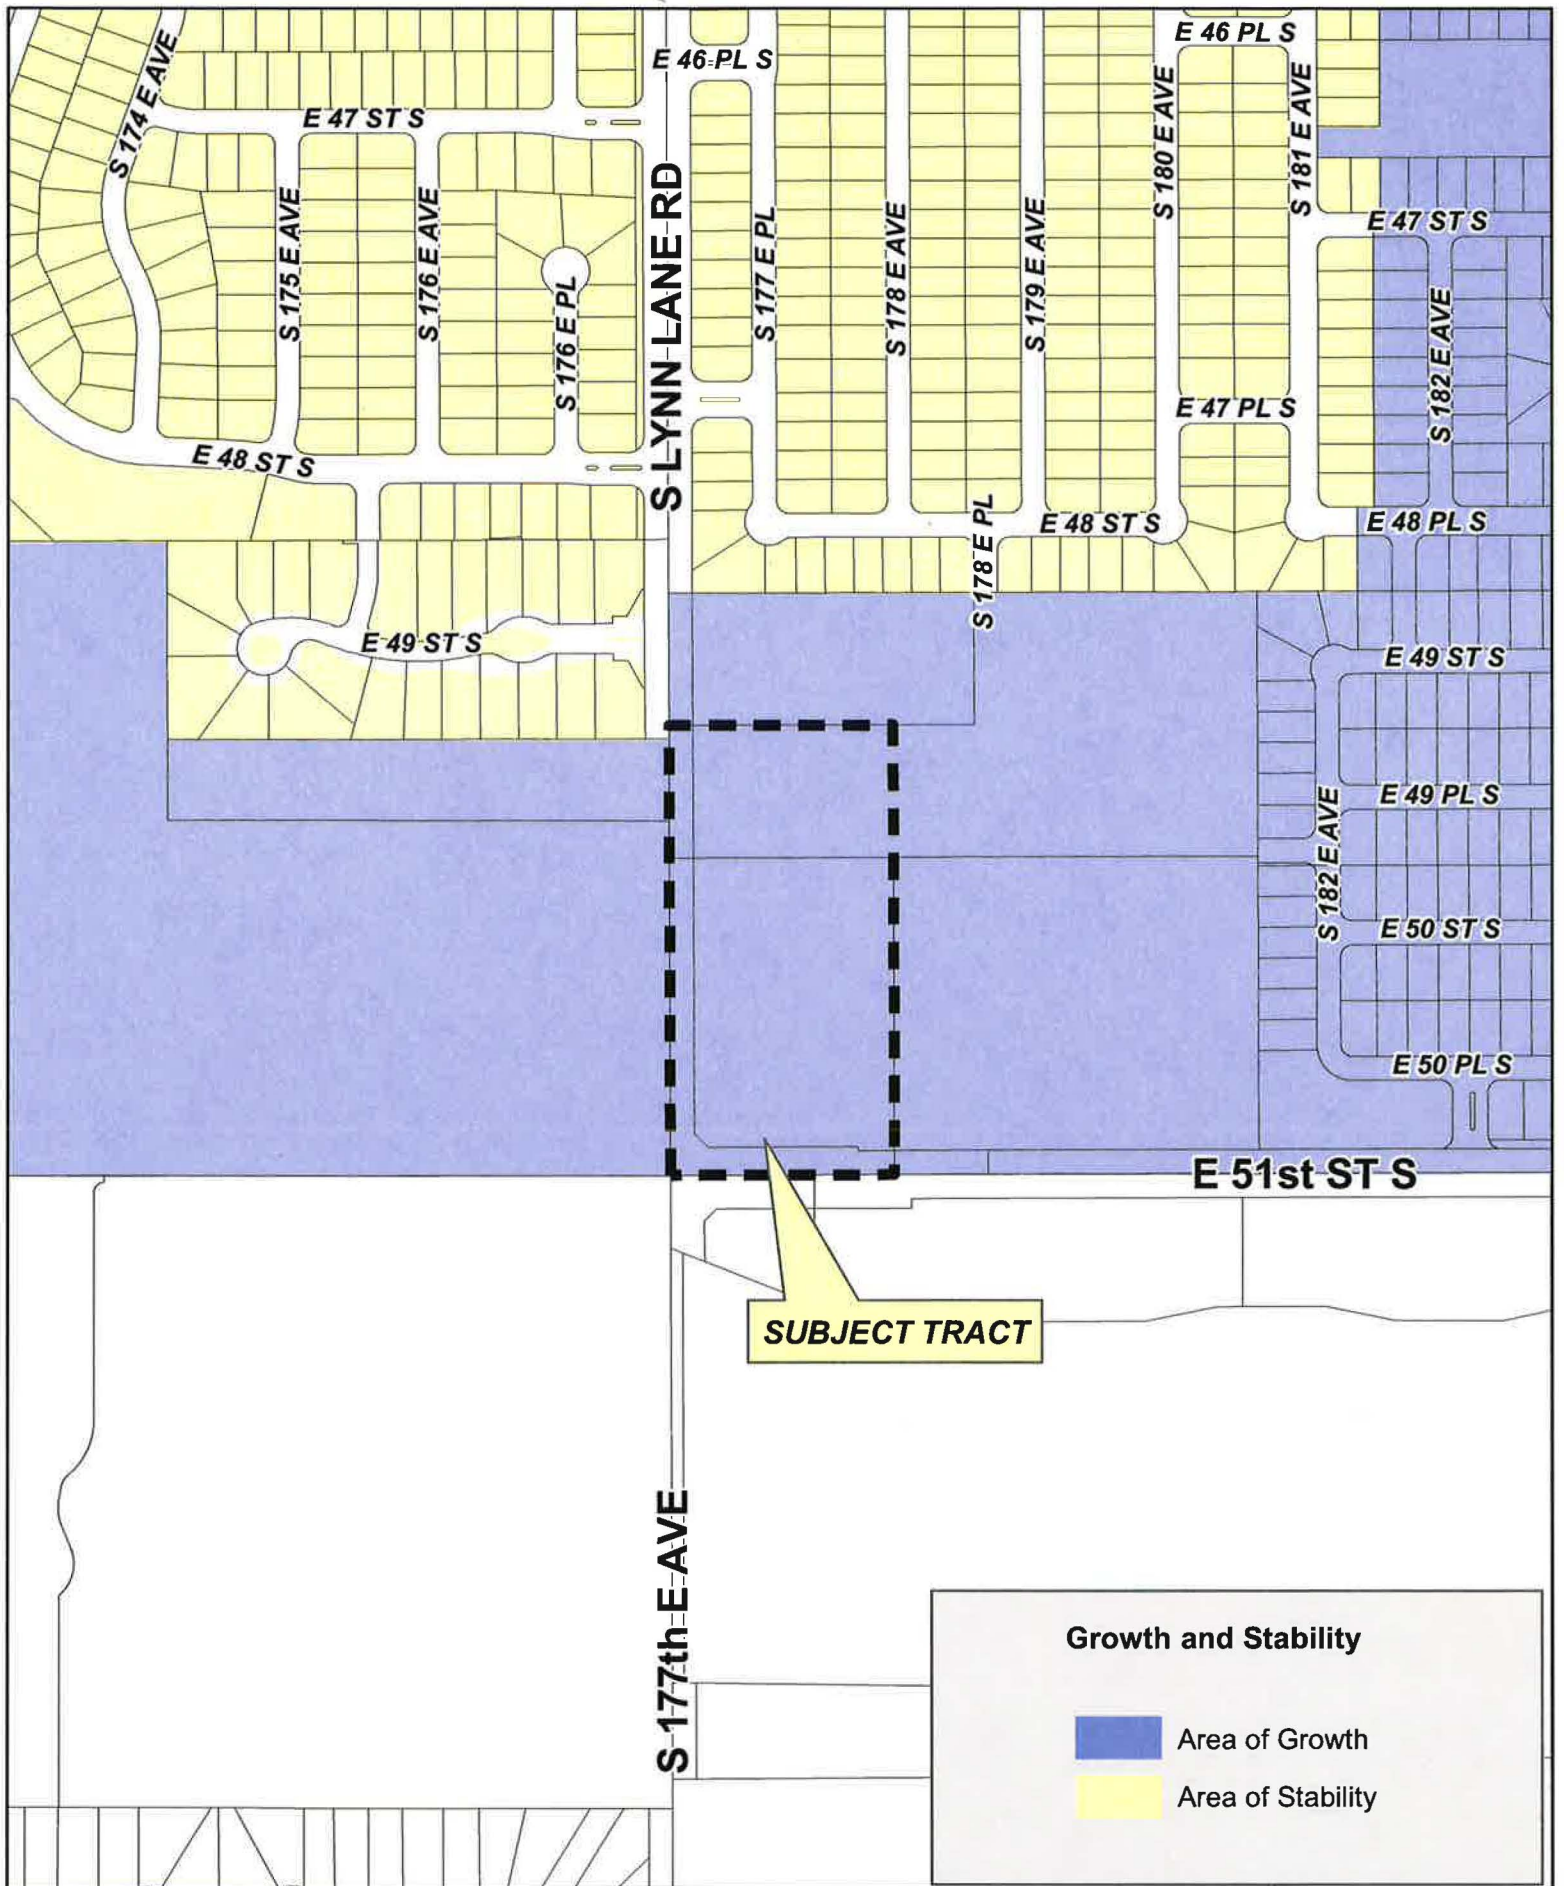 E 46 PL S
E 46 PL S
S 174 E AVE
E 47 ST S
S 175 E AVE
S 176 E AVE
S 176 E PL
S LYNN LANE RD
S 177 E PL
S 178 E AVE
S 179 E AVE
S 180 E AVE
S 181 E AVE
E 47 ST S
S 182 E AVE
E 47 PL S
E 48 ST S
S 178 E PL
E 48 ST S
E 48 PL S
E 49 ST S
E 49 ST S
E 49 PL S
S 182 E AVE
E 50 ST S
E 50 PL S
E 51st ST S
SUBJECT TRACT
S 177th E AVE
Growth and Stability
Area of Growth
Area of Stability